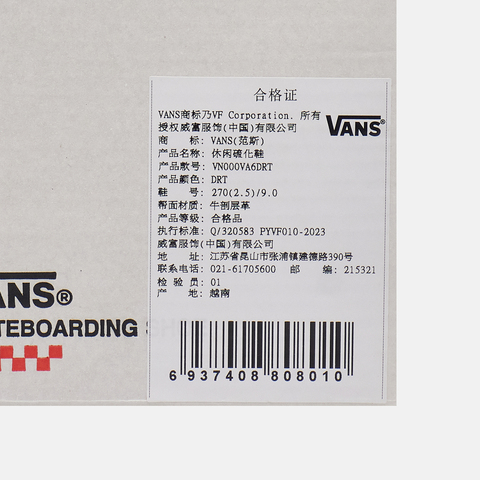 合格证
VANS商标乃VF Corporation. 所有
授权威富服饰(中国)有限公司
VANS®
商 标: VANS(范斯)
产品名称: 休闲硫化鞋
产品款号: VN000VA6DRT
产品颜色: DRT
鞋 号: 270(2.5)/9.0
帮面材质: 牛剖层革
产品等级: 合格品
执行标准: Q/320583 PYVF010-2023
威富服饰(中国)有限公司
地 址: 江苏省昆山市张浦镇建德路390号
联系电话: 021-61705600 邮 编: 215321
检 验 员: 01
产 地: 越南
ANS®
TEBOARDING S
6 937408 808010